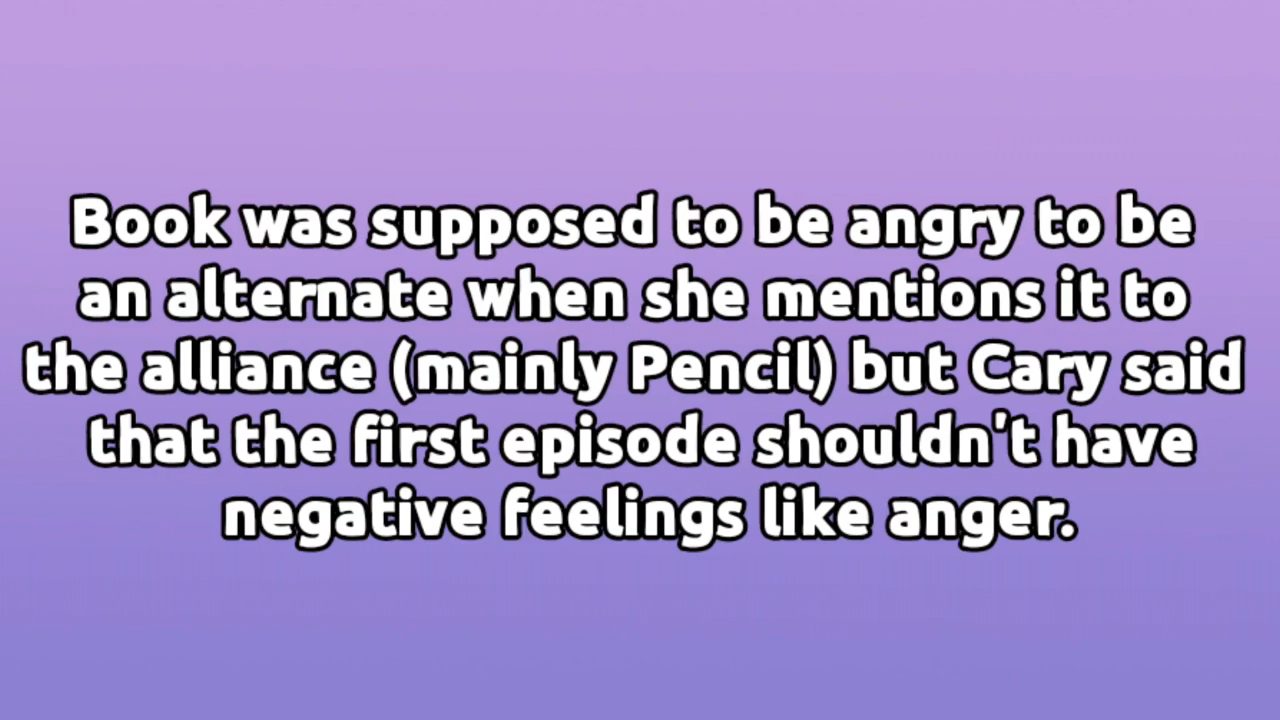 Book was supposed to be angry to be
an alternate when she mentions it to
the alliance (mainly Pencil) but Cary said
that the first episode shouldn't have
negative feelings like anger.